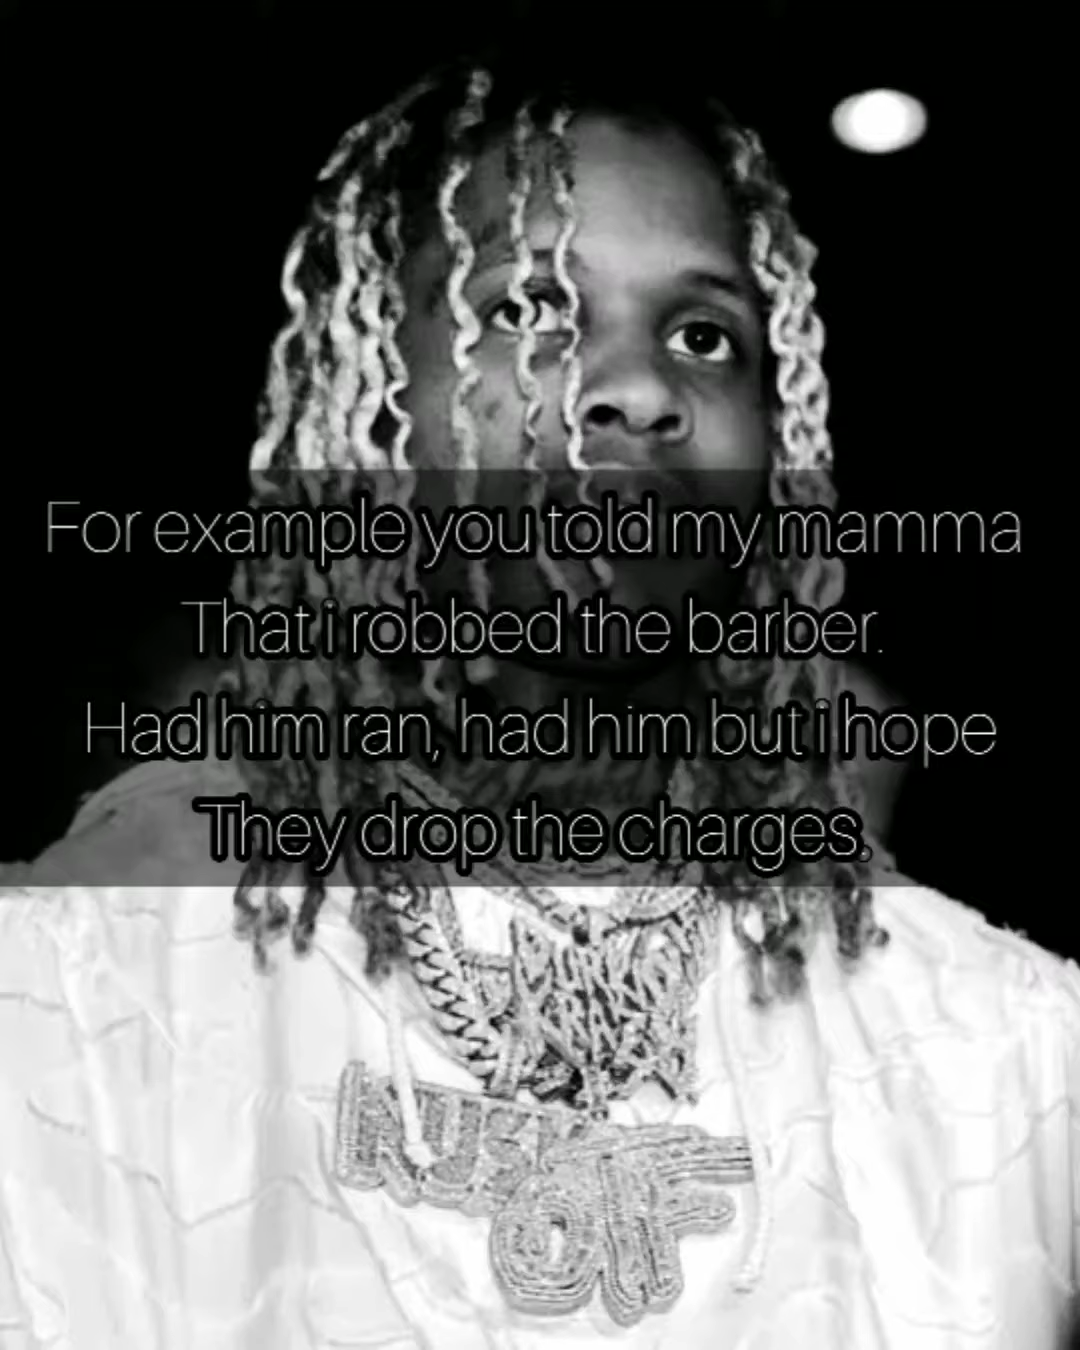 For example you told my mamma
That i robbed the barber.
Had him ran, had him but i hope
They drop the charges.
OTF